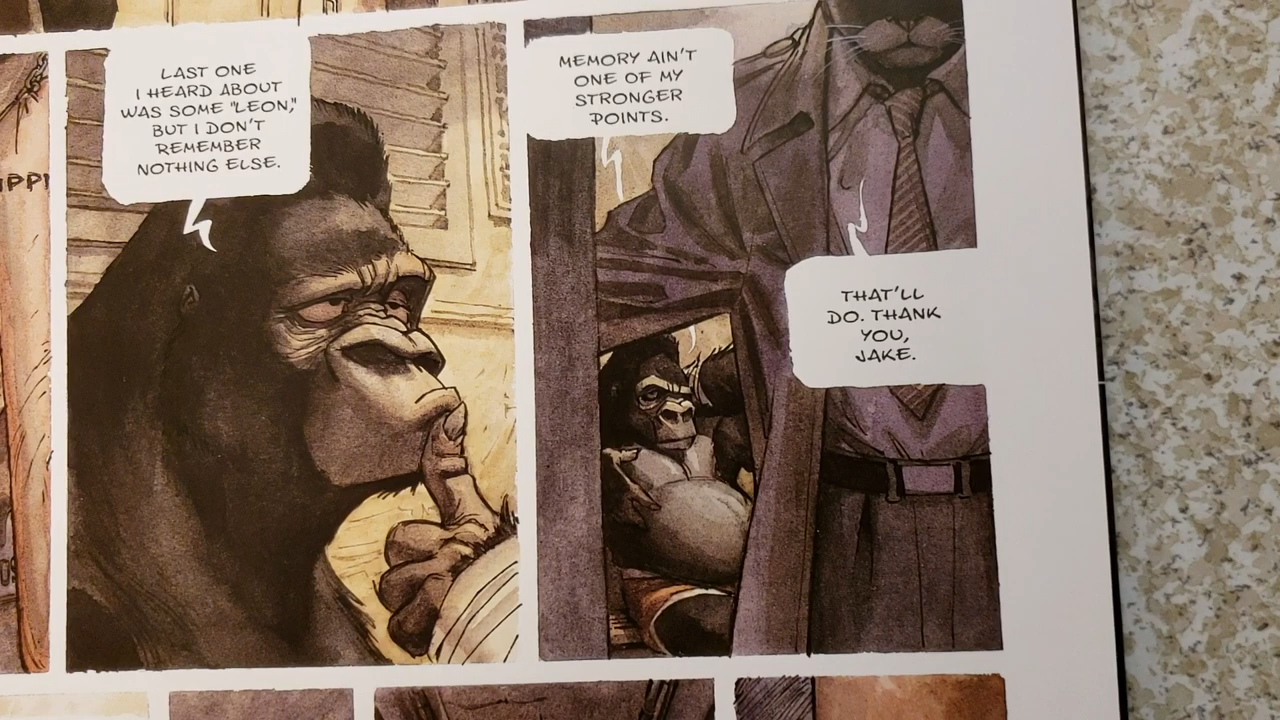 LAST ONE
I HEARD ABOUT
WAS SOME "LEON,"
BUT I DON'T
REMEMBER
NOTHING ELSE.
MEMORY AIN'T
ONE OF MY
STRONGER
POINTS.
THAT'LL
DO. THANK
YOU,
JAKE.